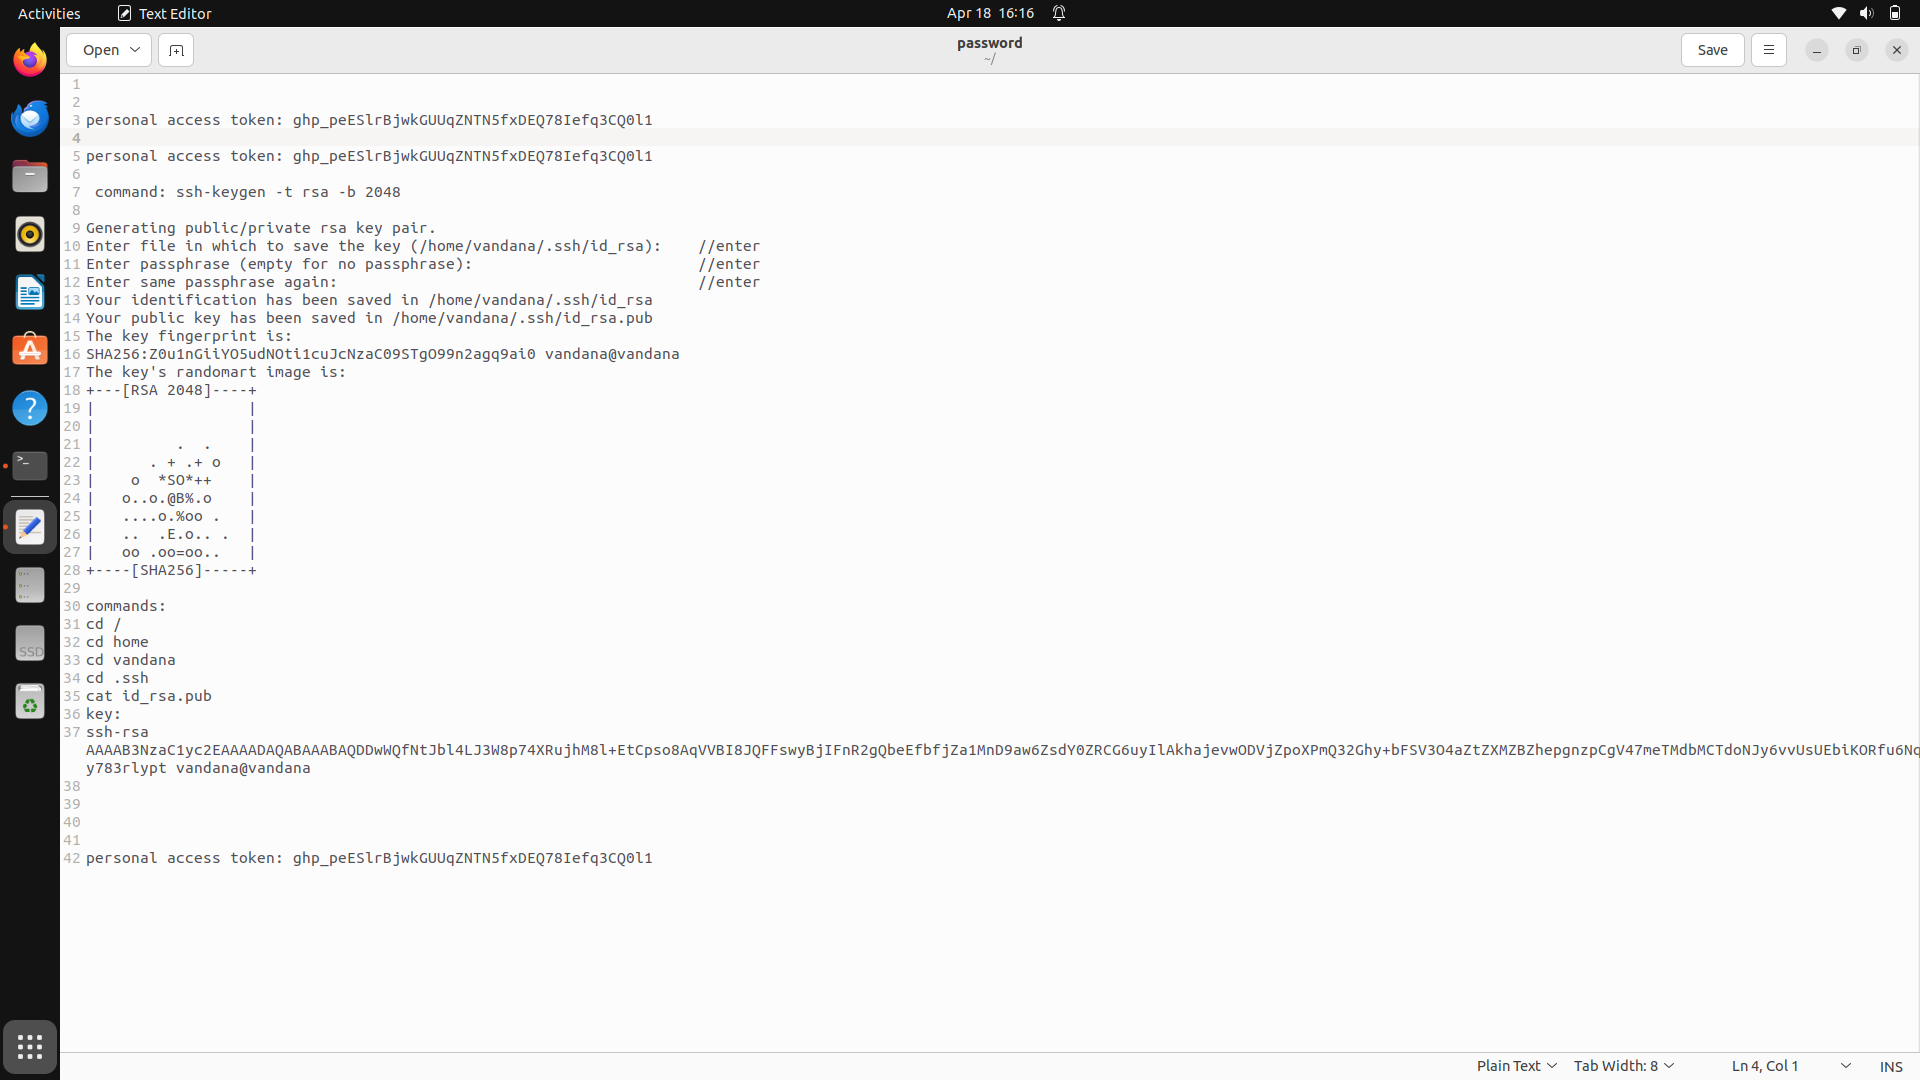 Activities
Text Editor
Apr 18 16:16
Open
password
~/
Save
1
2
3 personal access token: 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
4
5 personal access token: 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
6
7 command: ssh-keygen -t rsa -b 2048
8
9 Generating public/private rsa key pair.
10 Enter file in which to save the key (/home/vandana/.ssh/id_rsa): //enter
11 Enter passphrase (empty for no passphrase): //enter
12 Enter same passphrase again: //enter
13 Your identification has been saved in /home/vandana/.ssh/id_rsa
14 Your public key has been saved in /home/vandana/.ssh/id_rsa.pub
15 The key fingerprint is:
16 SHA256:Z0u1nGiiYO5udNOti1cuJcNzaC09STgO99n2agq9ai0 vandana@vandana
17 The key's randomart image is:
18 +---[RSA 2048]----+
19 |                 |
20 |                 |
21 |         .  .    |
22 |      . + .+ o   |
23 |    o  *SO*++    |
24 |   o..o.@B%.o    |
25 |   ....o.%oo .   |
26 |   ..  .E.o.. .  |
27 |   oo .oo=oo..   |
28 +----[SHA256]-----+
29
30 commands:
31 cd /
32 cd home
33 cd vandana
34 cd .ssh
35 cat id_rsa.pub
36 key:
37 ssh-rsa
AAAAB3NzaC1yc2EAAAADAQABAAABAQDDwWQfNtJbl4LJ3W8p74XRujhM8l+EtCpso8AqVVBI8JQFFswyBjIFnR2gQbeEfbfjZa1MnD9aw6ZsdY0ZRCG6uyIlAkhajevwODVjZpoXPmQ32Ghy+bFSV3O4aZtZXMZBZhepgnzpCgV47meTMdbMCTdoNJy6vvUsUEbiKORfu6Nq
y783rlypt vandana@vandana
38
39
40
41
42 personal access token: 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
SSD
Plain Text
Tab Width: 8
Ln 4, Col 1
INS